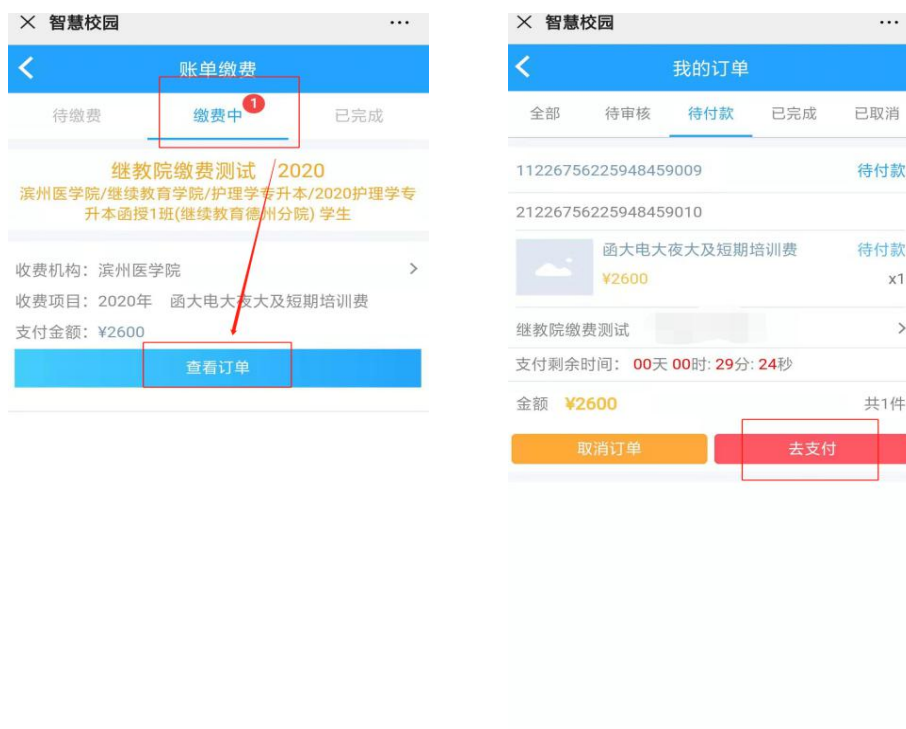 智慧校园
账单缴费
待缴费 缴费中 1 已完成
继教院缴费测试 2020
滨州医学院/继续教育学院/护理学专升本/2020护理学专
升本函授1班(继续教育德州分院) 学生
收费机构：滨州医学院
收费项目：2020年 函大电大夜大及短期培训费
支付金额：¥2600
查看订单
智慧校园
我的订单
全部 待审核 待付款 已完成 已取消
11226756225948459009 待付款
21226756225948459010
函大电大夜大及短期培训费 待付款
¥2600 x1
继教院缴费测试
支付剩余时间： 00天 00时: 29分: 24秒
金额 ¥2600 共1件
取消订单 去支付